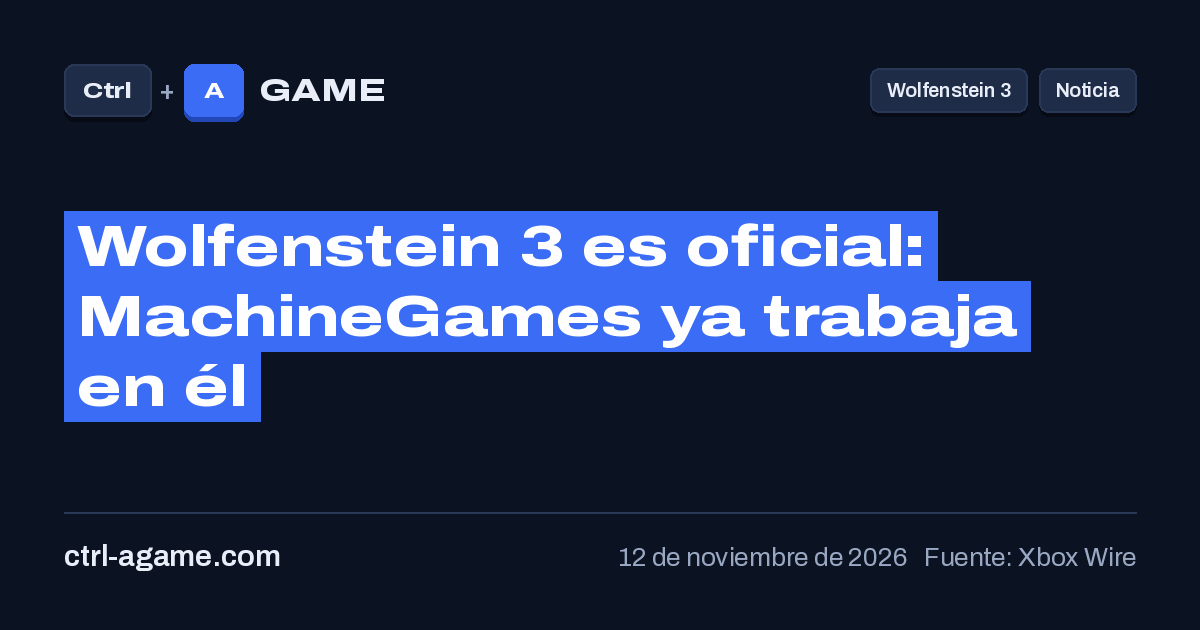 Ctrl + A GAME
Wolfenstein 3 Noticia
Wolfenstein 3 es oficial:
MachineGames ya trabaja
en él
ctrl-agame.com
12 de noviembre de 2026 Fuente: Xbox Wire